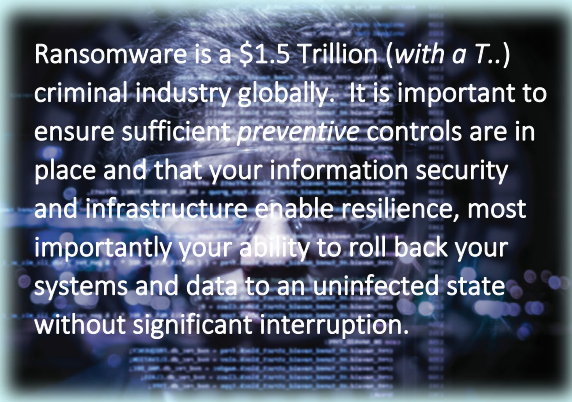 Ransomware is a $1.5 Trillion (with a T..)
criminal industry globally.  It is important to
ensure sufficient preventive controls are in
place and that your information security
and infrastructure enable resilience, most
importantly your ability to roll back your
systems and data to an uninfected state
without significant interruption.